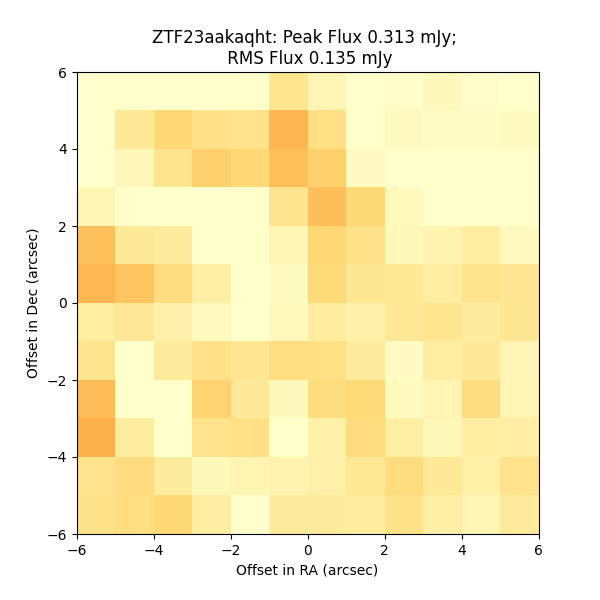 ZTF23aakaqht: Peak Flux 0.313 mJy;
RMS Flux 0.135 mJy
6
4
2
0
−2
−4
−6
Offset in Dec (arcsec)
−6 −4 −2 0 2 4 6
Offset in RA (arcsec)